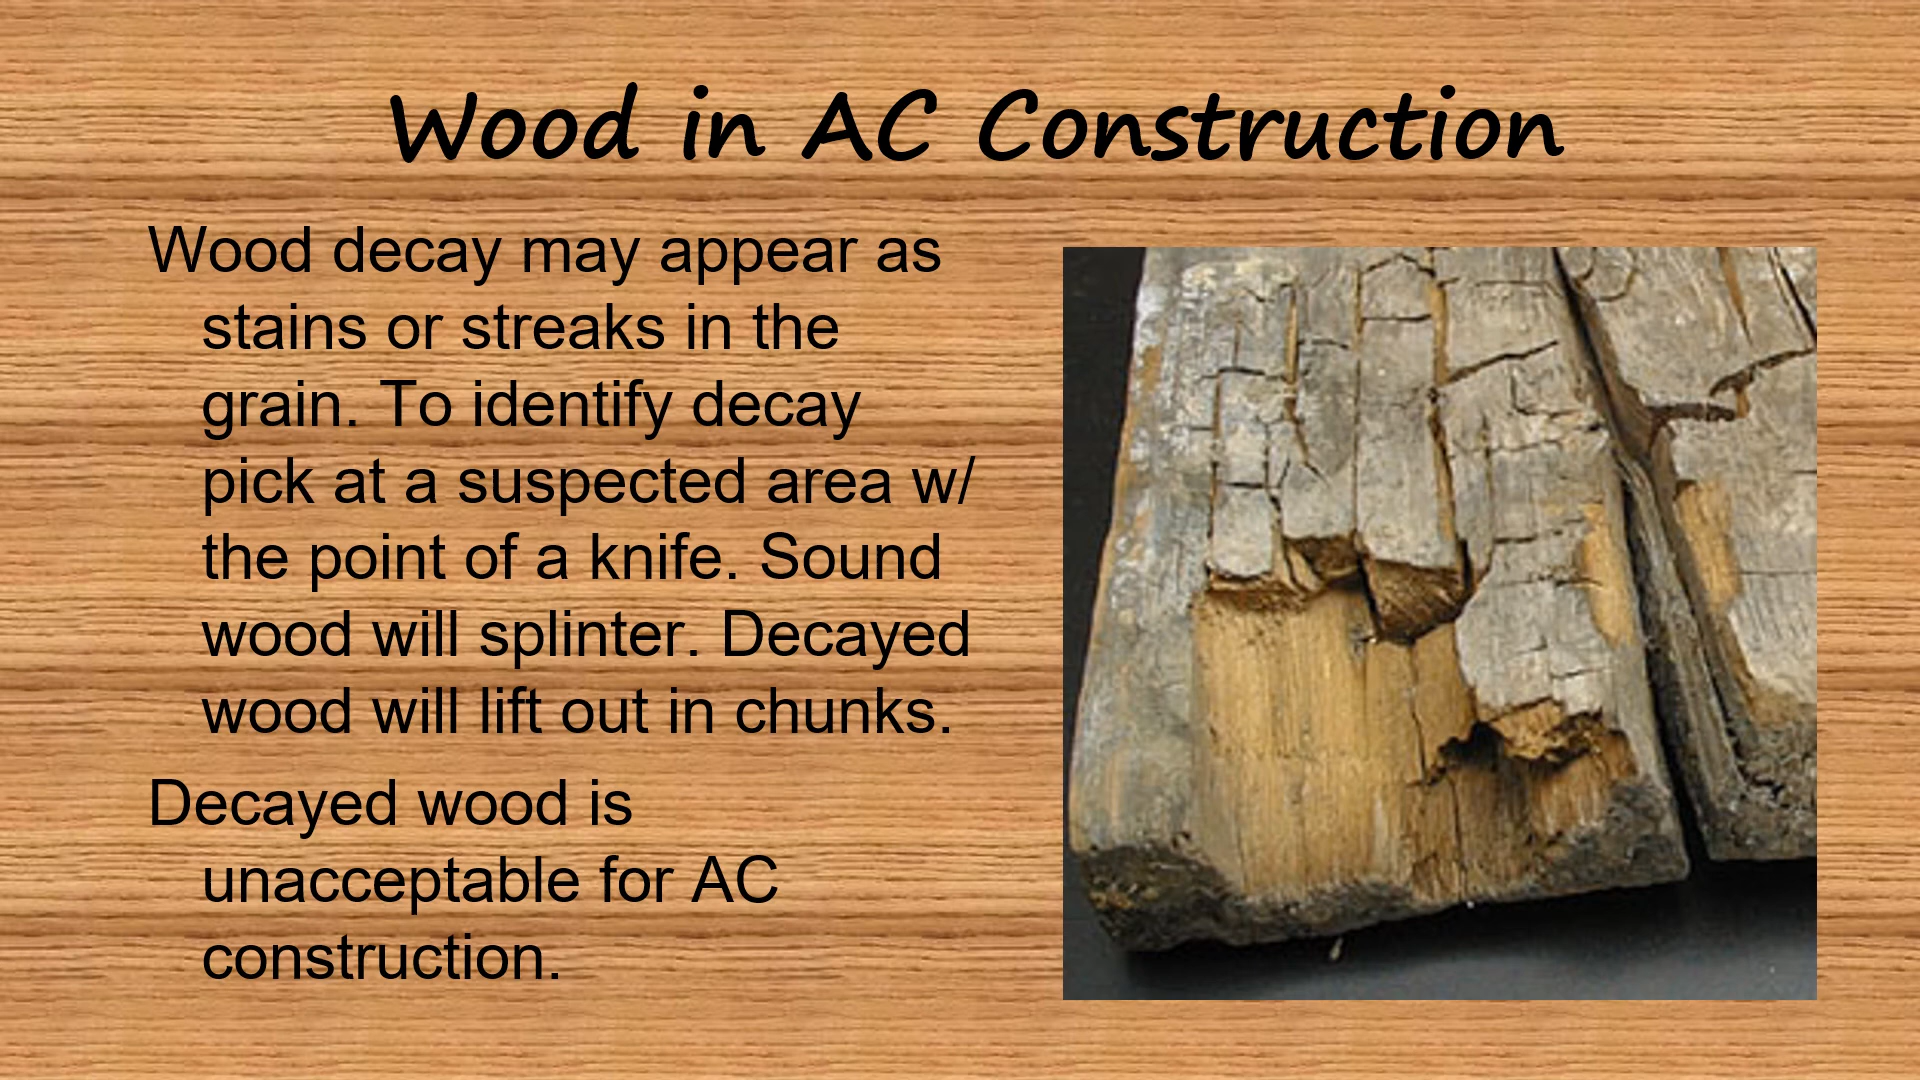 Wood in AC Construction
Wood decay may appear as
stains or streaks in the
grain. To identify decay
pick at a suspected area w/
the point of a knife. Sound
wood will splinter. Decayed
wood will lift out in chunks.
Decayed wood is
unacceptable for AC
construction.